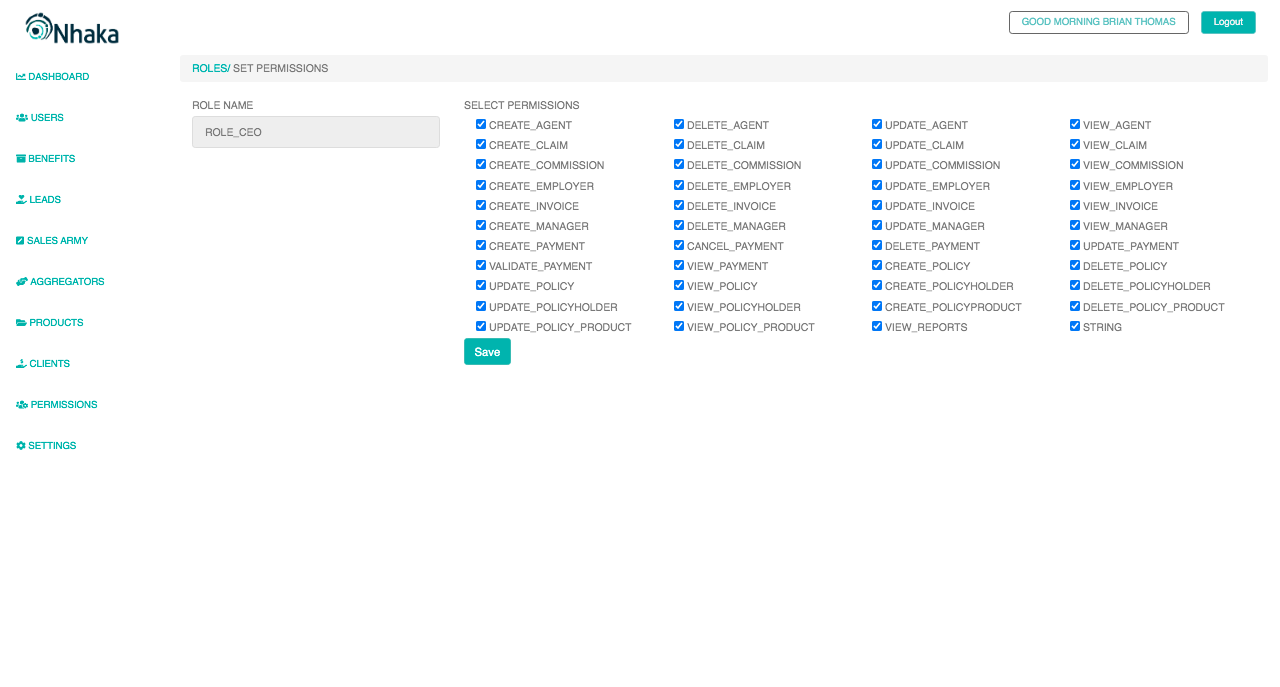 Nhaka
GOOD MORNING BRIAN THOMAS
Logout
DASHBOARD
USERS
BENEFITS
LEADS
SALES ARMY
AGGREGATORS
PRODUCTS
CLIENTS
PERMISSIONS
SETTINGS
ROLES/ SET PERMISSIONS
ROLE NAME
ROLE_CEO
SELECT PERMISSIONS
CREATE_AGENT DELETE_AGENT UPDATE_AGENT VIEW_AGENT
CREATE_CLAIM DELETE_CLAIM UPDATE_CLAIM VIEW_CLAIM
CREATE_COMMISSION DELETE_COMMISSION UPDATE_COMMISSION VIEW_COMMISSION
CREATE_EMPLOYER DELETE_EMPLOYER UPDATE_EMPLOYER VIEW_EMPLOYER
CREATE_INVOICE DELETE_INVOICE UPDATE_INVOICE VIEW_INVOICE
CREATE_MANAGER DELETE_MANAGER UPDATE_MANAGER VIEW_MANAGER
CREATE_PAYMENT CANCEL_PAYMENT DELETE_PAYMENT UPDATE_PAYMENT
VALIDATE_PAYMENT VIEW_PAYMENT CREATE_POLICY DELETE_POLICY
UPDATE_POLICY VIEW_POLICY CREATE_POLICYHOLDER DELETE_POLICYHOLDER
UPDATE_POLICYHOLDER VIEW_POLICYHOLDER CREATE_POLICYPRODUCT DELETE_POLICY_PRODUCT
UPDATE_POLICY_PRODUCT VIEW_POLICY_PRODUCT VIEW_REPORTS STRING
Save